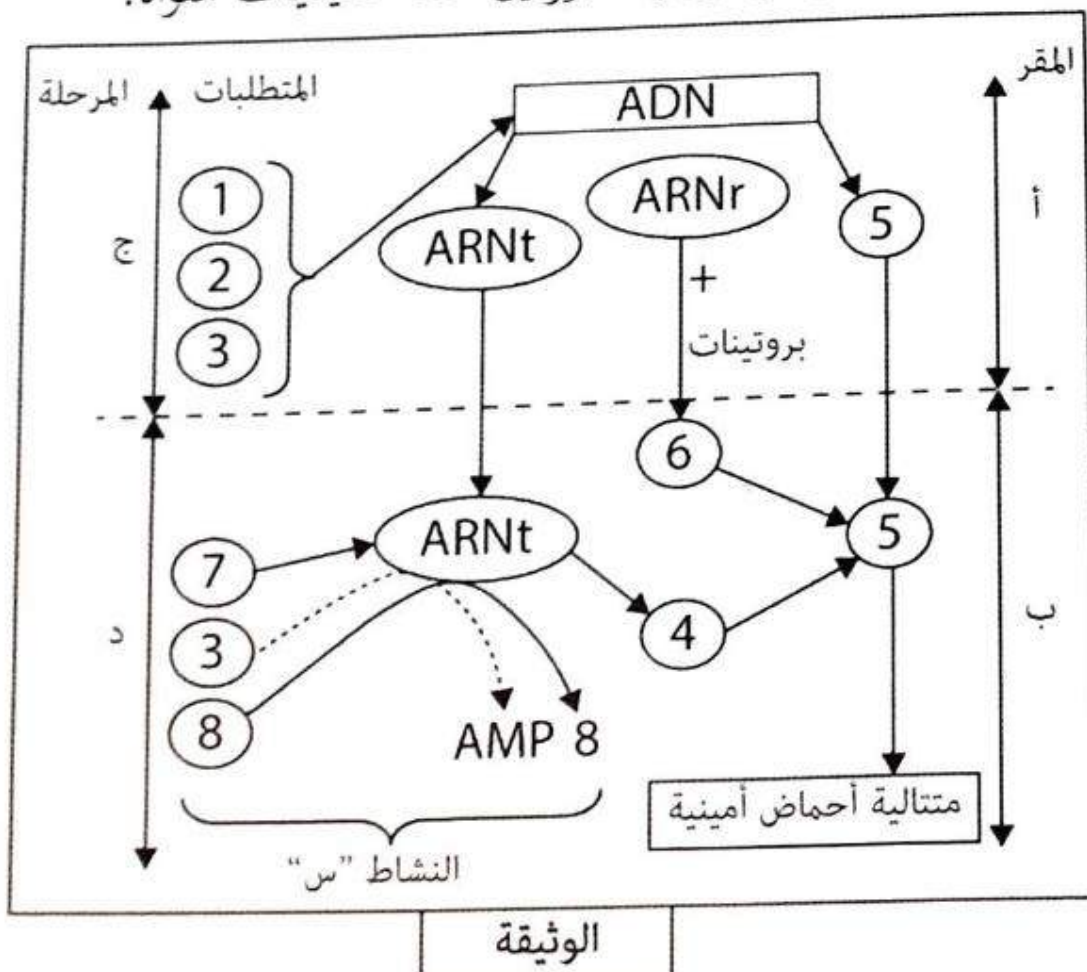 النواة.
المرحلة المتطلبات المقر
ADN
1
ARNt ARNr 5
ج 2 أ
+
3 بروتينات
6
ARNt 5
7
د 3 4 ب
8
AMP 8
متتالية أحماض أمينية
النشاط "س"
الوثيقة